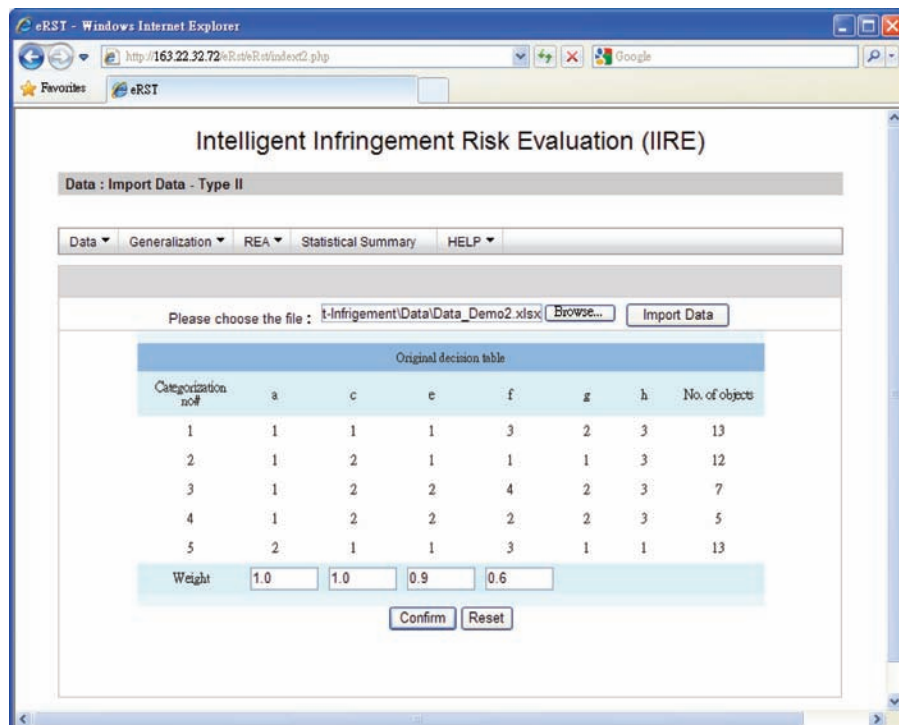 eRST - Windows Internet Explorer
http://163.22.32.72/eRst/eRst/indext2.php
Google
Favorites eRST
Intelligent Infringement Risk Evaluation (IIRE)
Data : Import Data - Type II
Data Generalization REA Statistical Summary HELP
Please choose the file : t-Infrigement\Data\Data_Demo2.xlsx Browse... Import Data
Original decision table
Categorization no# a c e f g h No. of objects
1 1 1 1 3 2 3 13
2 1 2 1 1 1 3 12
3 1 2 2 4 2 3 7
4 1 2 2 2 2 3 5
5 2 1 1 3 1 1 13
Weight 1.0 1.0 0.9 0.6
Confirm Reset